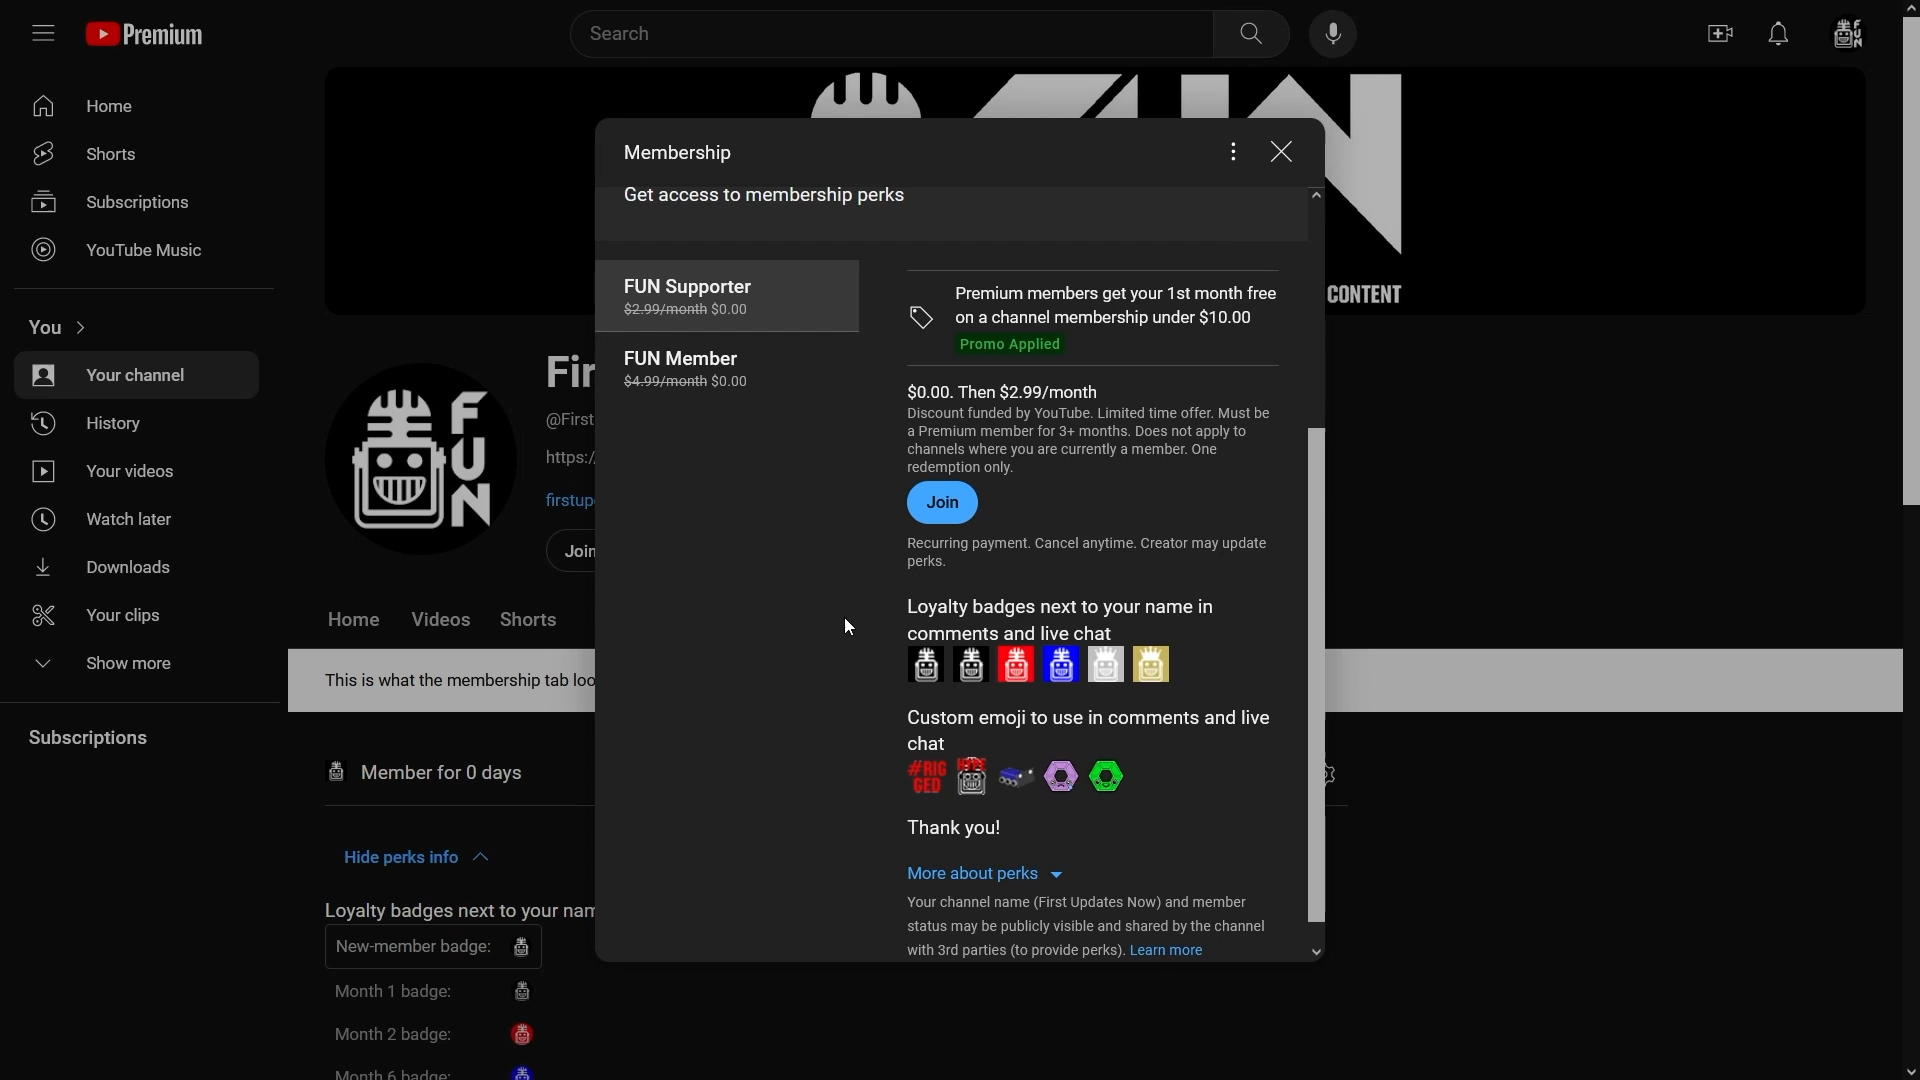 Premium
Search
FUN
Home
Shorts
Subscriptions
YouTube Music
You
Your channel
History
Your videos
Watch later
Downloads
Your clips
Show more
Subscriptions
CONTENT
FUN
Fir
@First
https:/
firstup
Join
Home Videos Shorts
This is what the membership tab loo
Member for 0 days
Hide perks info
Loyalty badges next to your nam
New-member badge:
Month 1 badge:
Month 2 badge:
Month 6 badge:
Membership
Get access to membership perks
FUN Supporter
$2.99/month $0.00
FUN Member
$4.99/month $0.00
Premium members get your 1st month free
on a channel membership under $10.00
Promo Applied
$0.00. Then $2.99/month
Discount funded by YouTube. Limited time offer. Must be
a Premium member for 3+ months. Does not apply to
channels where you are currently a member. One
redemption only.
Join
Recurring payment. Cancel anytime. Creator may update
perks.
Loyalty badges next to your name in
comments and live chat
Custom emoji to use in comments and live
chat
#RIG
GED
HYPE
Thank you!
More about perks
Your channel name (First Updates Now) and member
status may be publicly visible and shared by the channel
with 3rd parties (to provide perks). Learn more